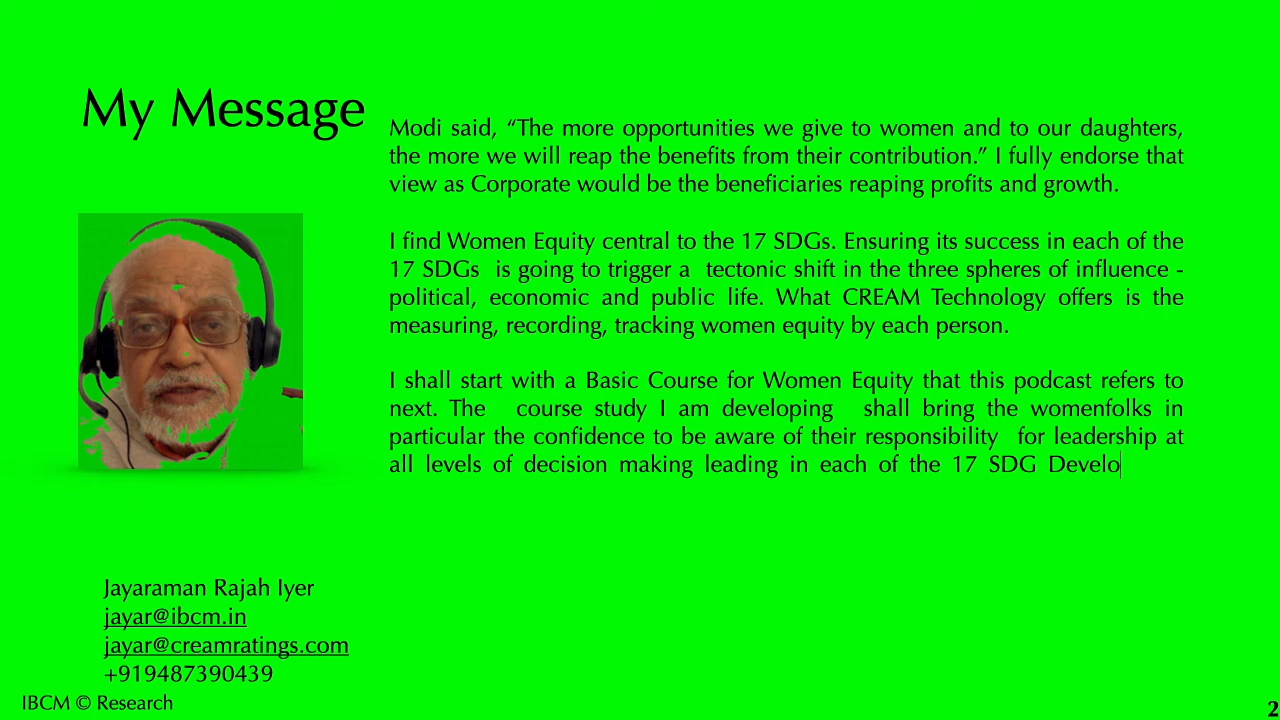 My Message
Modi said, “The more opportunities we give to women and to our daughters,
the more we will reap the benefits from their contribution.” I fully endorse that
view as Corporate would be the beneficiaries reaping profits and growth.
I find Women Equity central to the 17 SDGs. Ensuring its success in each of the
17 SDGs is going to trigger a tectonic shift in the three spheres of influence -
political, economic and public life. What CREAM Technology offers is the
measuring, recording, tracking women equity by each person.
I shall start with a Basic Course for Women Equity that this podcast refers to
next. The course study I am developing shall bring the womenfolks in
particular the confidence to be aware of their responsibility for leadership at
all levels of decision making leading in each of the 17 SDG Develo
Jayaraman Rajah Iyer
jayar@ibcm.in
jayar@creamratings.com
+919487390439
IBCM © Research
2